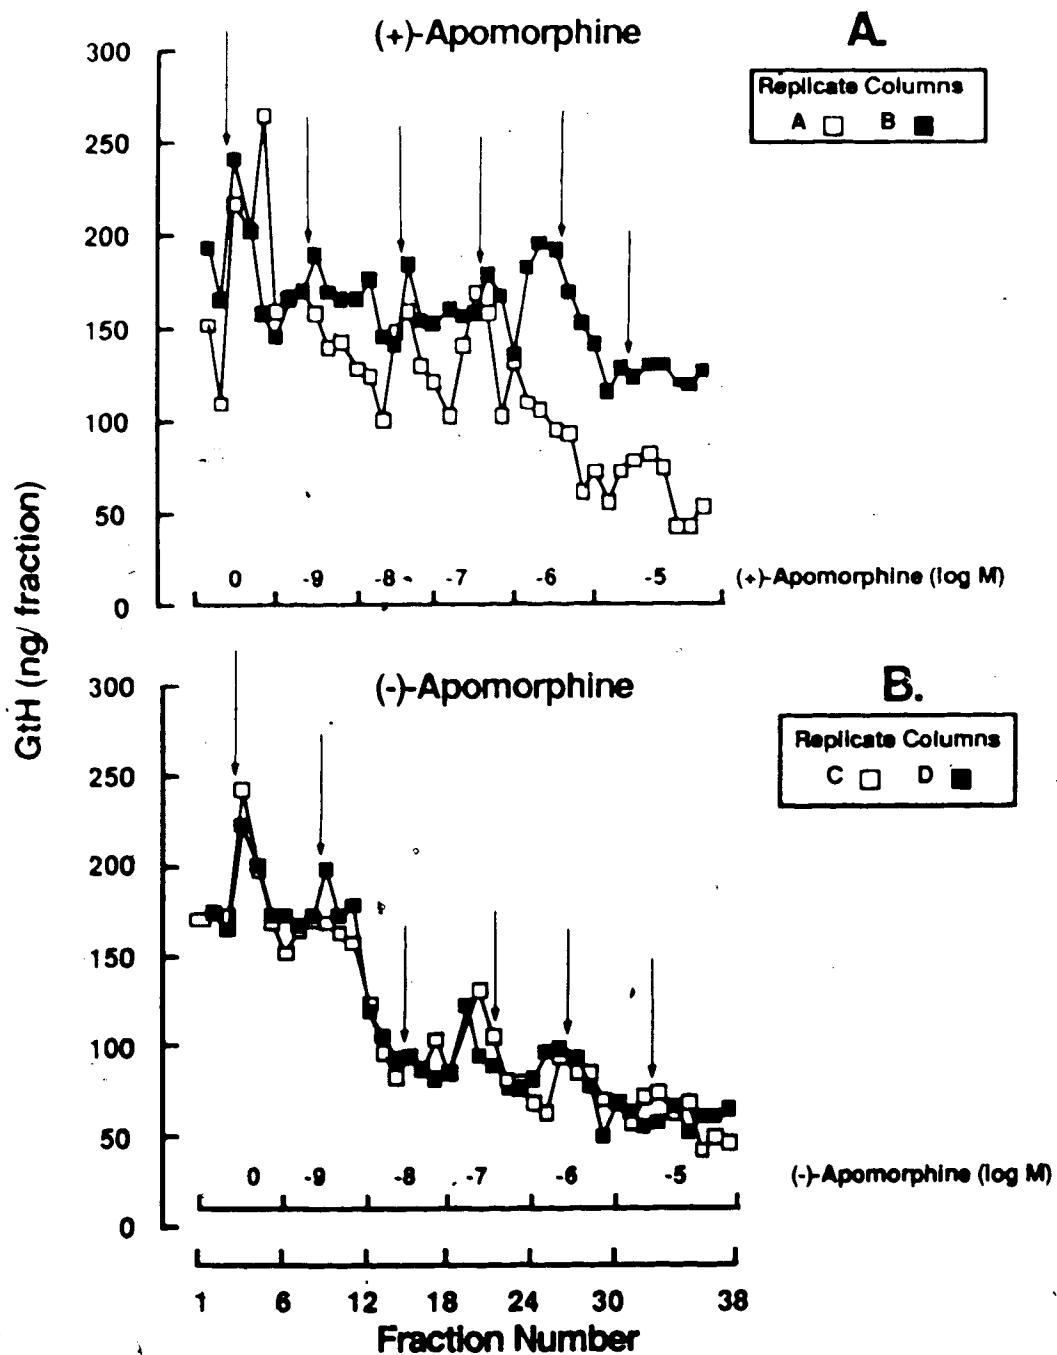 (+)-Apomorphine
A.
Replicate Columns
A B
300
250
200
150
100
50
0
0 -9 -8 -7 -6 -5
(+)-Apomorphine (log M)
GtH (ng/ fraction)
(-)-Apomorphine
B.
Replicate Columns
C D
300
250
200
150
100
50
0
0 -9 -8 -7 -6 -5
(-)-Apomorphine (log M)
1 6 12 18 24 30 38
Fraction Number